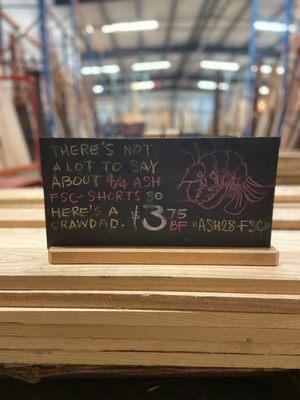 THERE'S NOT
A LOT TO SAY
ABOUT 4/4 ASH
FSC-SHORTS SO
HERE'S A
CRAWDAD. $3.75 BF "ASH28-FSC"